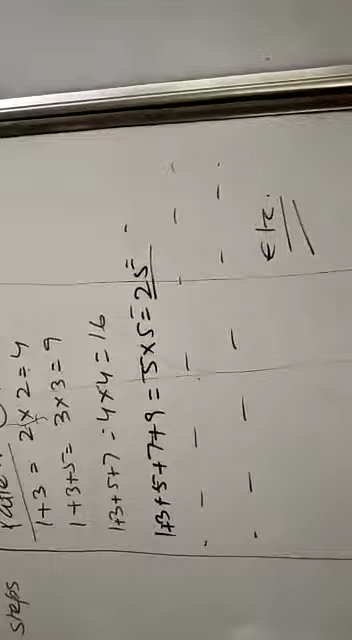 steps
1+3 = 2×2=4
1+3+5= 3×3=9
1+3+5+7=4×4=16
1+3+5+7+9=5×5=25
etc.